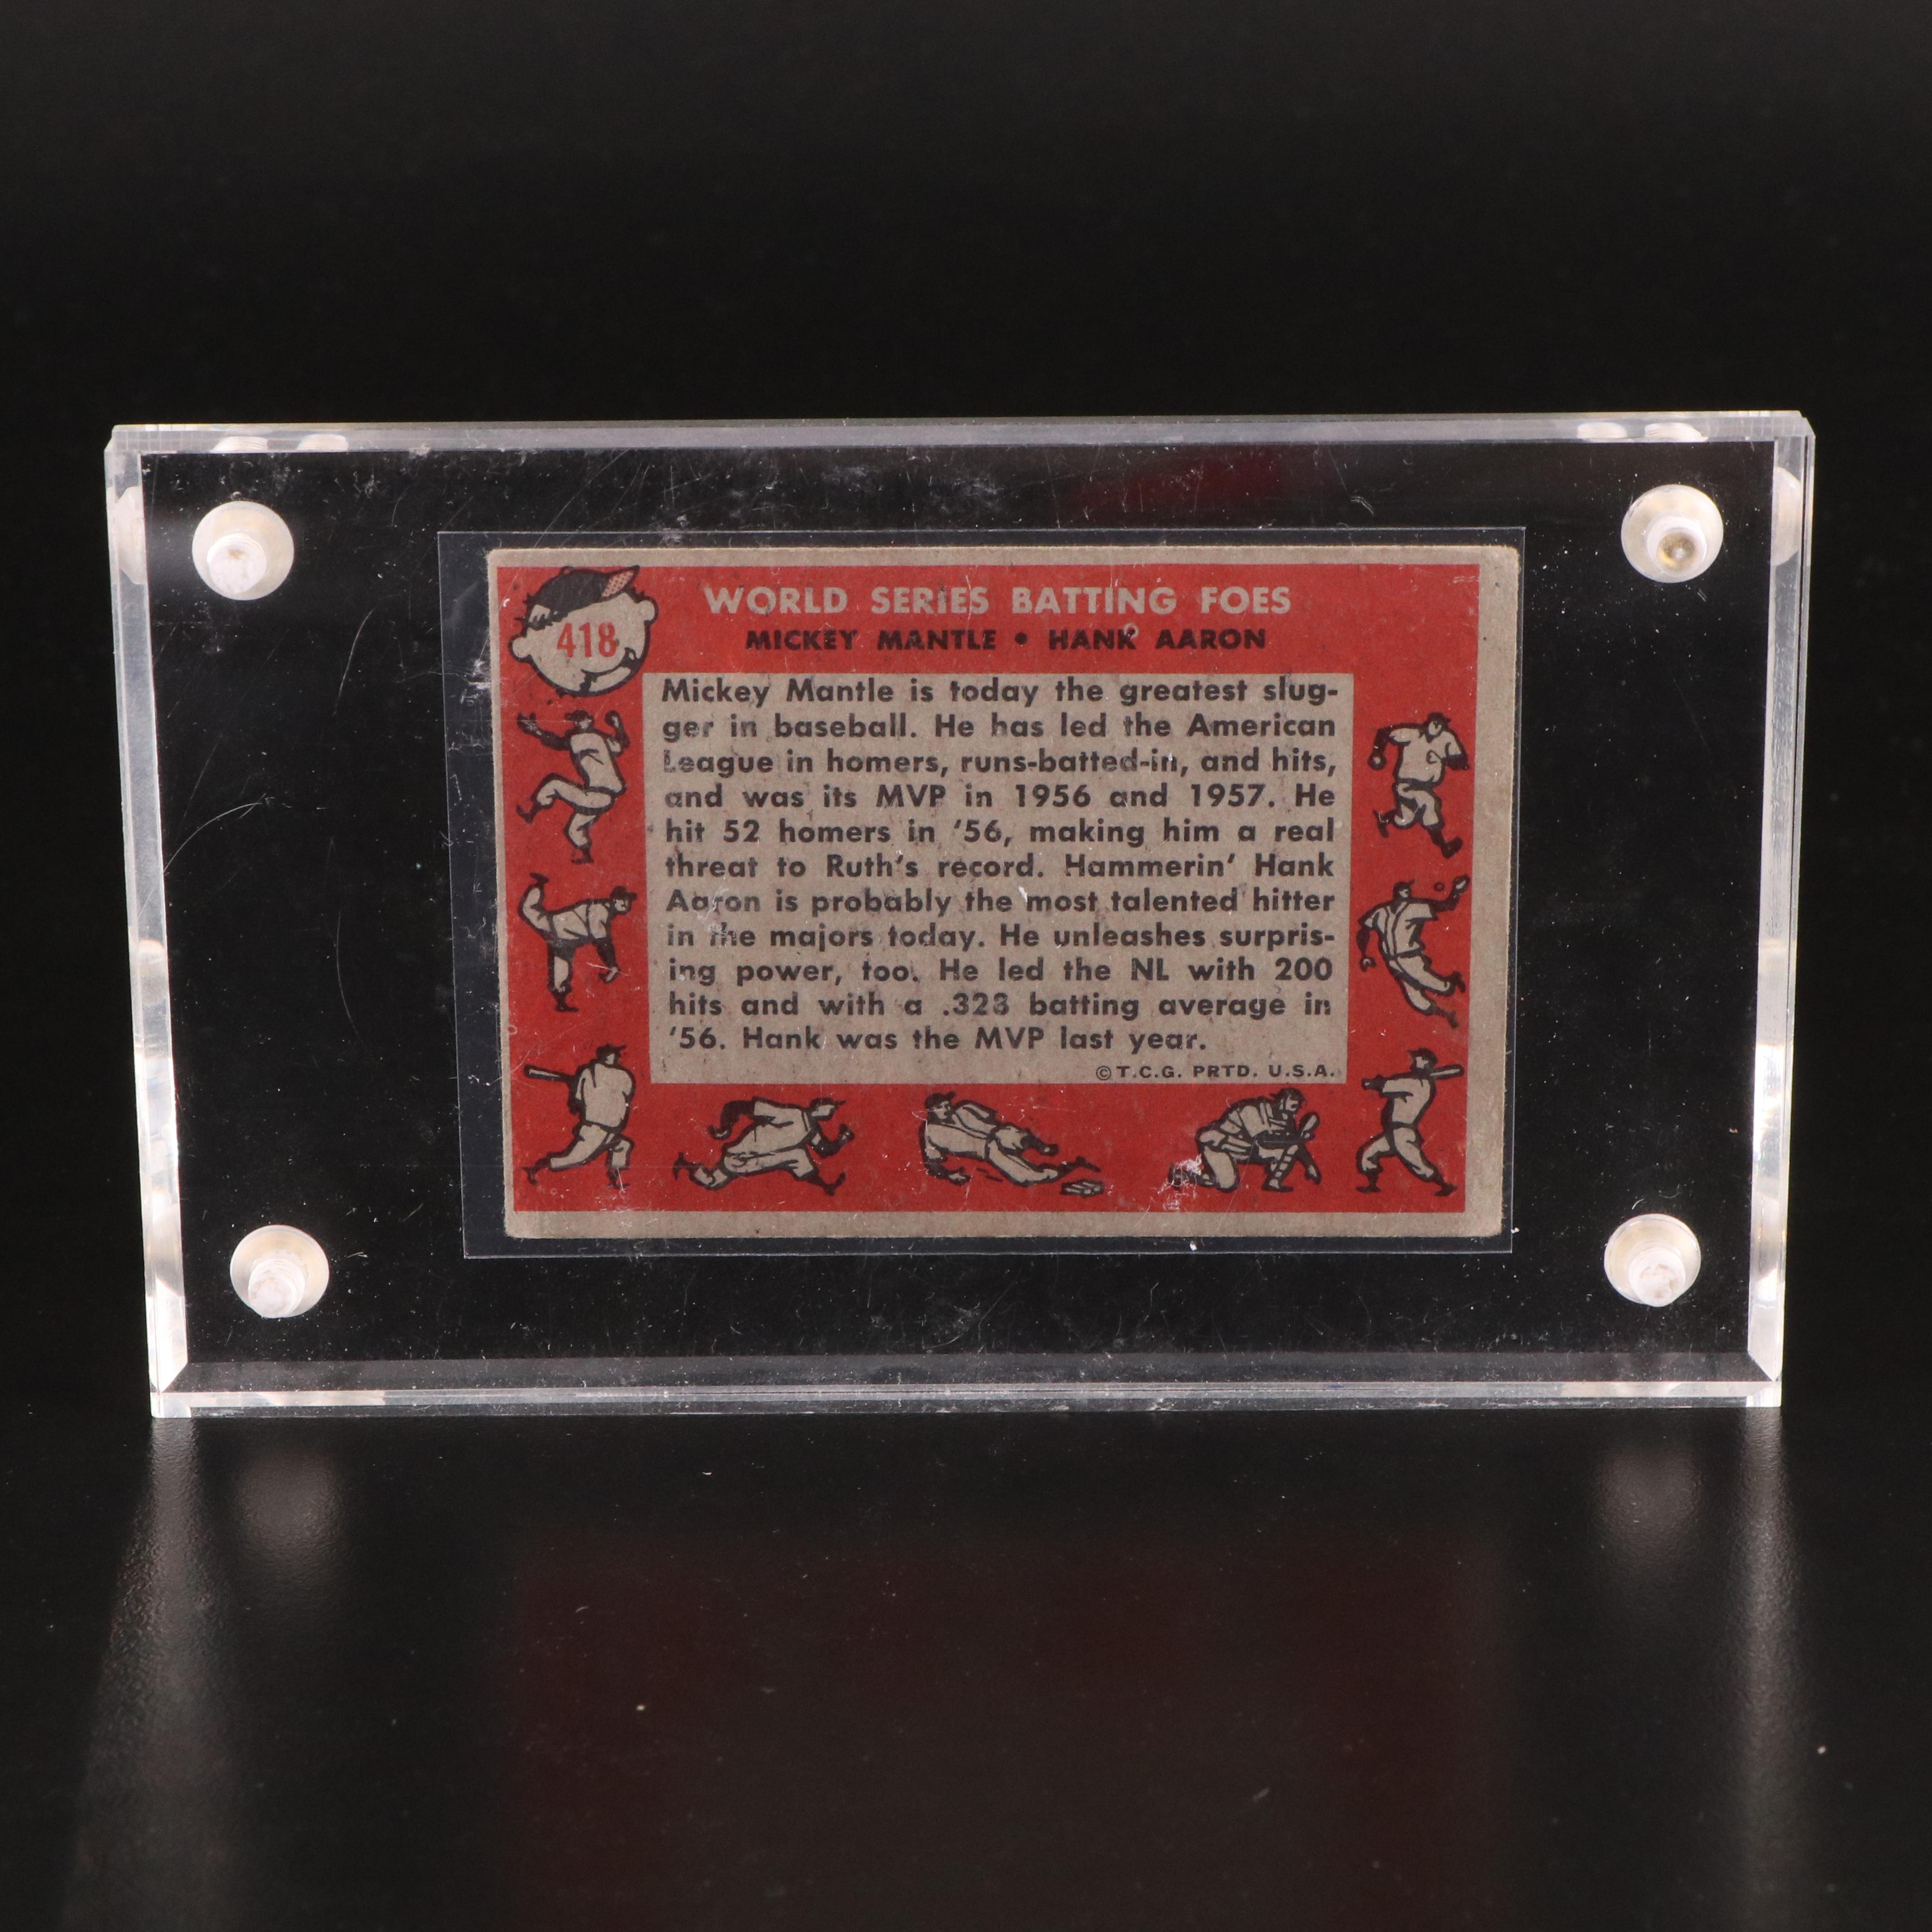 418
WORLD SERIES BATTING FOES
MICKEY MANTLE • HANK AARON
Mickey Mantle is today the greatest slug-
ger in baseball. He has led the American
League in homers, runs-batted-in, and hits,
and was its MVP in 1956 and 1957. He
hit 52 homers in '56, making him a real
threat to Ruth's record. Hammerin' Hank
Aaron is probably the most talented hitter
in the majors today. He unleashes surpris-
ing power, too. He led the NL with 200
hits and with a .328 batting average in
'56. Hank was the MVP last year.
© T.C.G. PRTD. U.S.A.